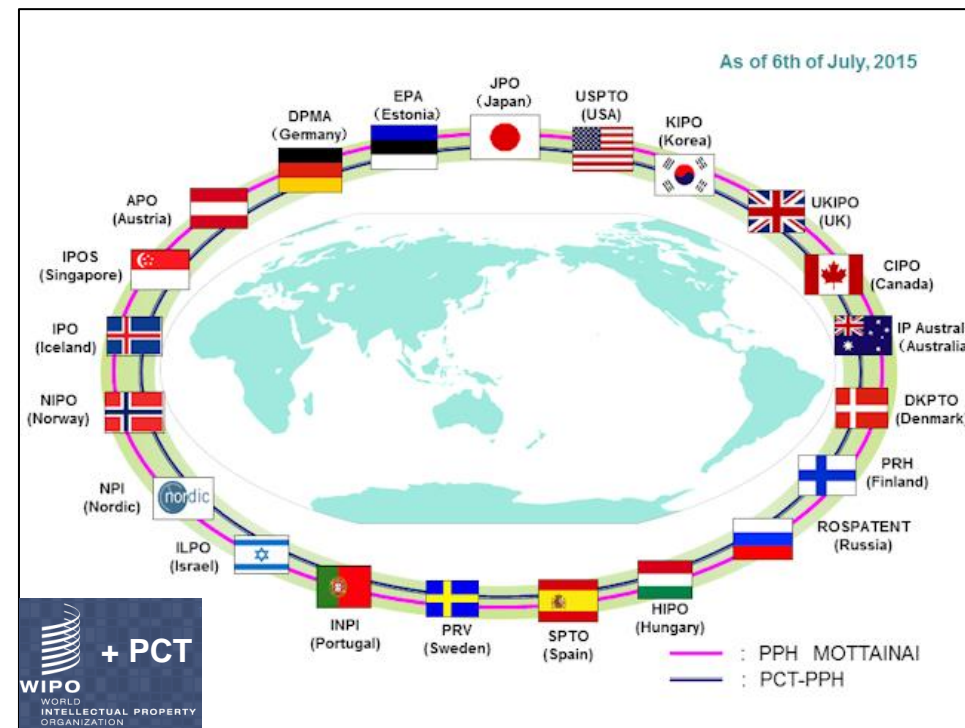 As of 6th of July, 2015
JPO
(Japan)
USPTO
(USA)
KIPO
(Korea)
UKIPO
(UK)
CIPO
(Canada)
IP Austral
(Australia
DKPTO
(Denmark)
PRH
(Finland)
ROSPATENT
(Russia)
HIPO
(Hungary)
SPTO
(Spain)
PRV
(Sweden)
INPI
(Portugal)
ILPO
(Israel)
NPI
(Nordic)
nordic
NIPO
(Norway)
IPO
(Iceland)
IPOS
(Singapore)
APO
(Austria)
DPMA
(Germany)
EPA
(Estonia)
: PPH MOTTAINAI
: PCT-PPH
+ PCT
WIPO
WORLD
INTELLECTUAL PROPERTY
ORGANIZATION